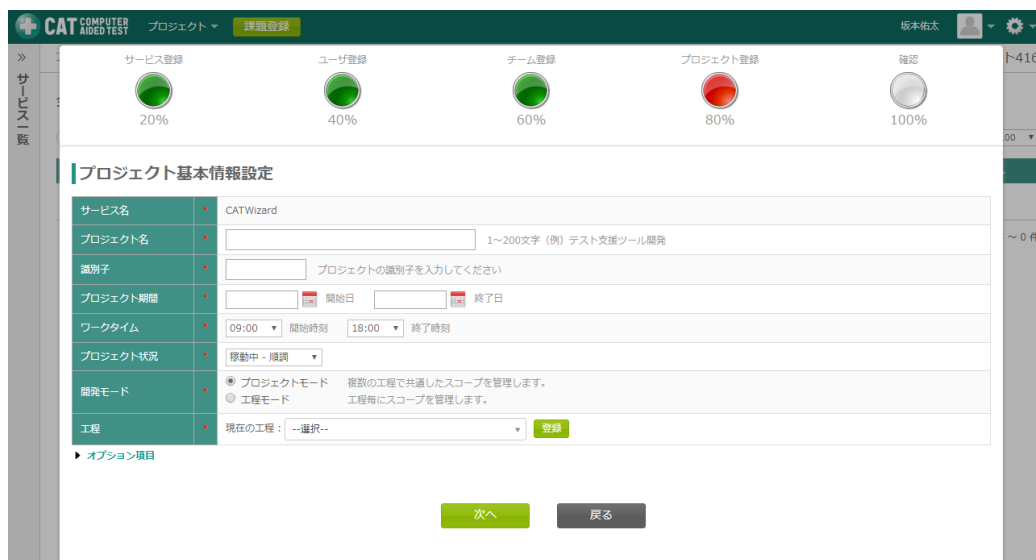 CAT COMPUTER AIDED TEST プロジェクト 課題登録 坂本佑太
サービス一覧
ト416
サービス登録 ユーザ登録 チーム登録 プロジェクト登録 確認
20% 40% 60% 80% 100%
00
プロジェクト基本情報設定
サービス名 * CATWizard
プロジェクト名 * 1～200文字（例）テスト支援ツール開発
～ 0 件
識別子 * プロジェクトの識別子を入力してください
プロジェクト期間 * 開始日 終了日
ワークタイム * 09:00 開始時刻 18:00 終了時刻
プロジェクト状況 * 稼動中 - 順調
開発モード * プロジェクトモード 複数の工程で共通したスコープを管理します。
工程モード 工程毎にスコープを管理します。
工程 * 現在の工程： --選択-- 登録
オプション項目
次へ 戻る